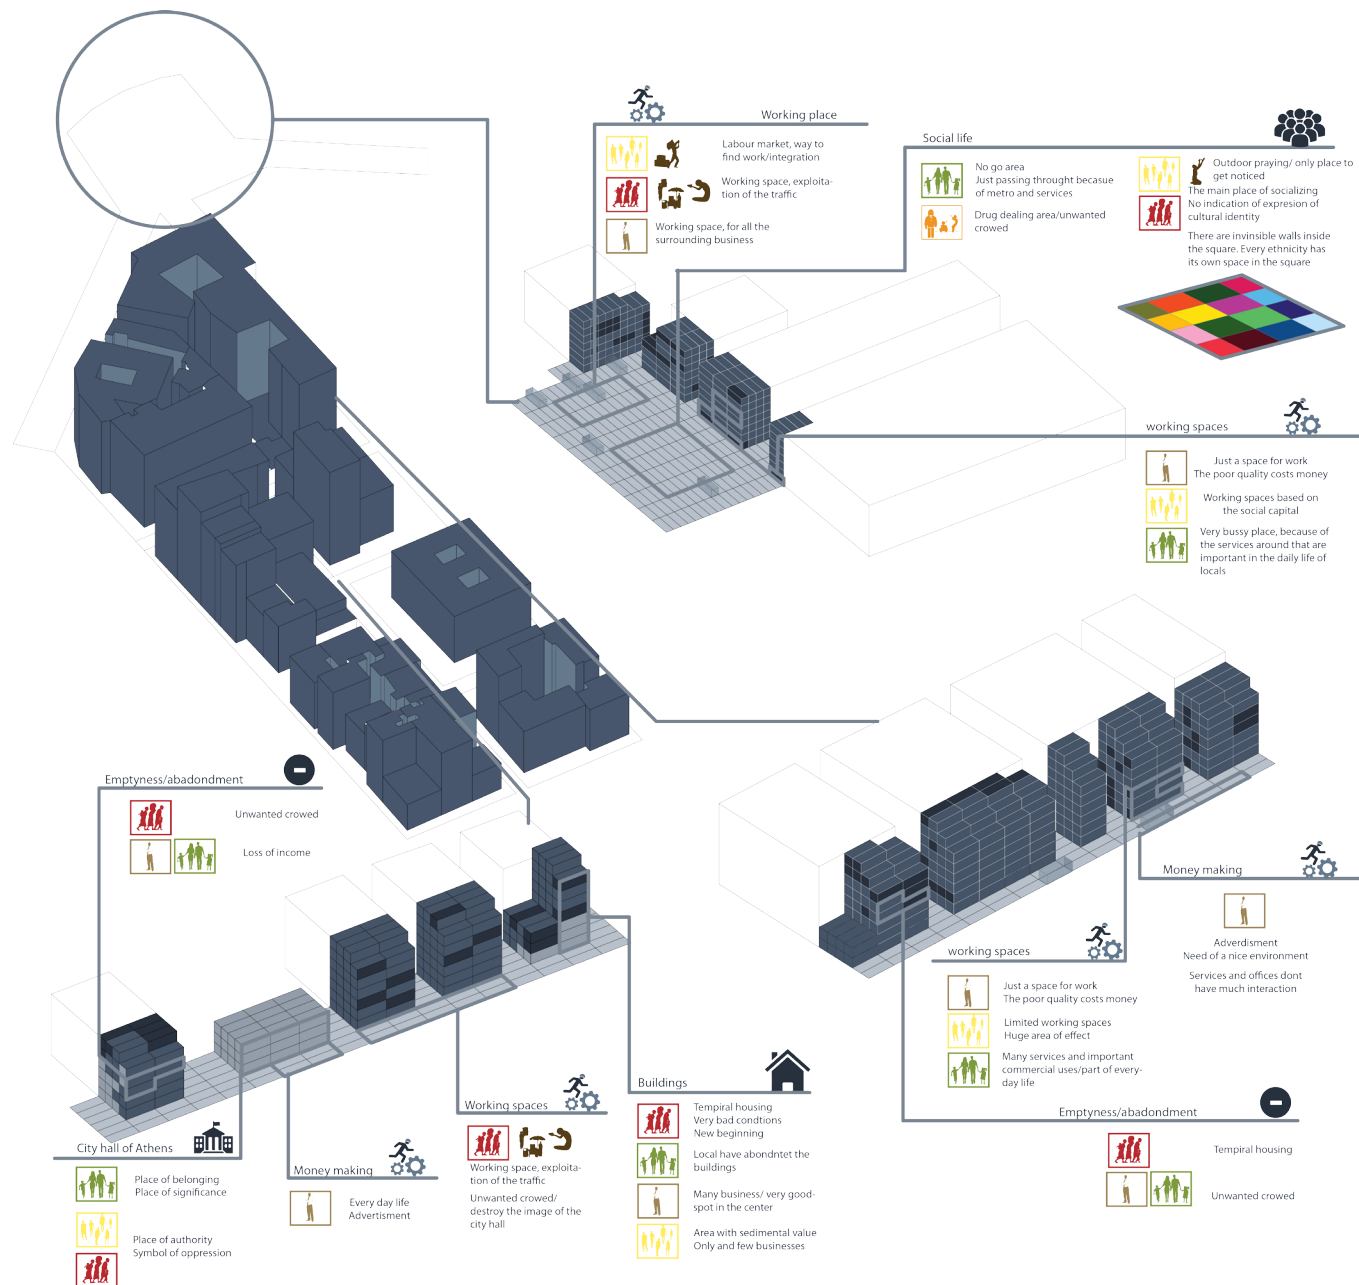 Working place
Labour market, way to
find work/integration
Working space, exploita-
tion of the traffic
Working space, for all the
surrounding business
Social life
No go area
Just passing throught becasue
of metro and services
Drug dealing area/unwanted
crowed
Outdoor praying/ only place to
get noticed
The main place of socializing
No indication of expresion of
cultural identity
There are invinsible walls inside
the square. Every ethnicity has
its own space in the square
working spaces
Just a space for work
The poor quality costs money
Working spaces based on
the social capital
Very bussy place, because of
the services around that are
important in the daily life of
locals
Emptyness/abadondment
Unwanted crowed
Loss of income
Money making
Adverdisment
Need of a nice environment
Services and offices dont
have much interaction
working spaces
Just a space for work
The poor quality costs money
Limited working spaces
Huge area of effect
Many services and important
commercial uses/part of every-
day life
Emptyness/abadondment
Tempiral housing
Unwanted crowed
City hall of Athens
Place of belonging
Place of significance
Place of authority
Symbol of oppression
Money making
Every day life
Advertisment
Working spaces
Working space, exploita-
tion of the traffic
Unwanted crowed/
destroy the image of the
city hall
Buildings
Tempiral housing
Very bad condtions
New beginning
Local have abondntet the
buildings
Many business/ very good-
spot in the center
Area with sedimental value
Only and few businesses